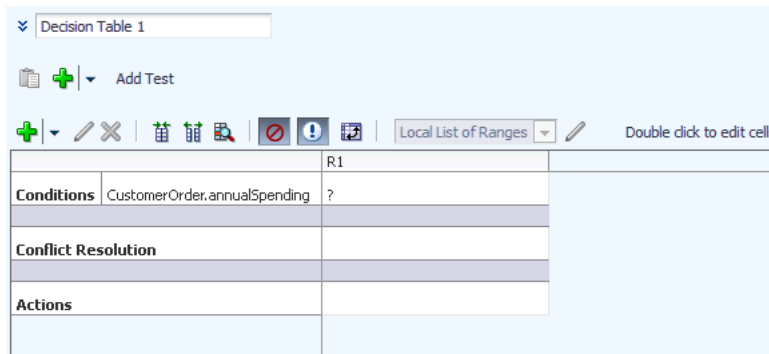 Decision Table 1
Add Test
Local List of Ranges
Double click to edit cell
R1
Conditions CustomerOrder.annualSpending ?
Conflict Resolution
Actions